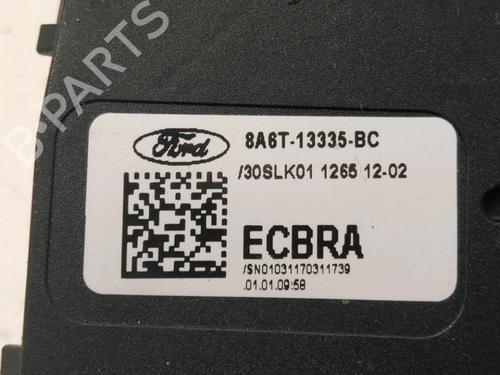 B-PARTS
Ford
8A6T-13335-BC
/30SLK01 1265 12-02
ECBRA
/SN01031170311739
.01.01.09:58